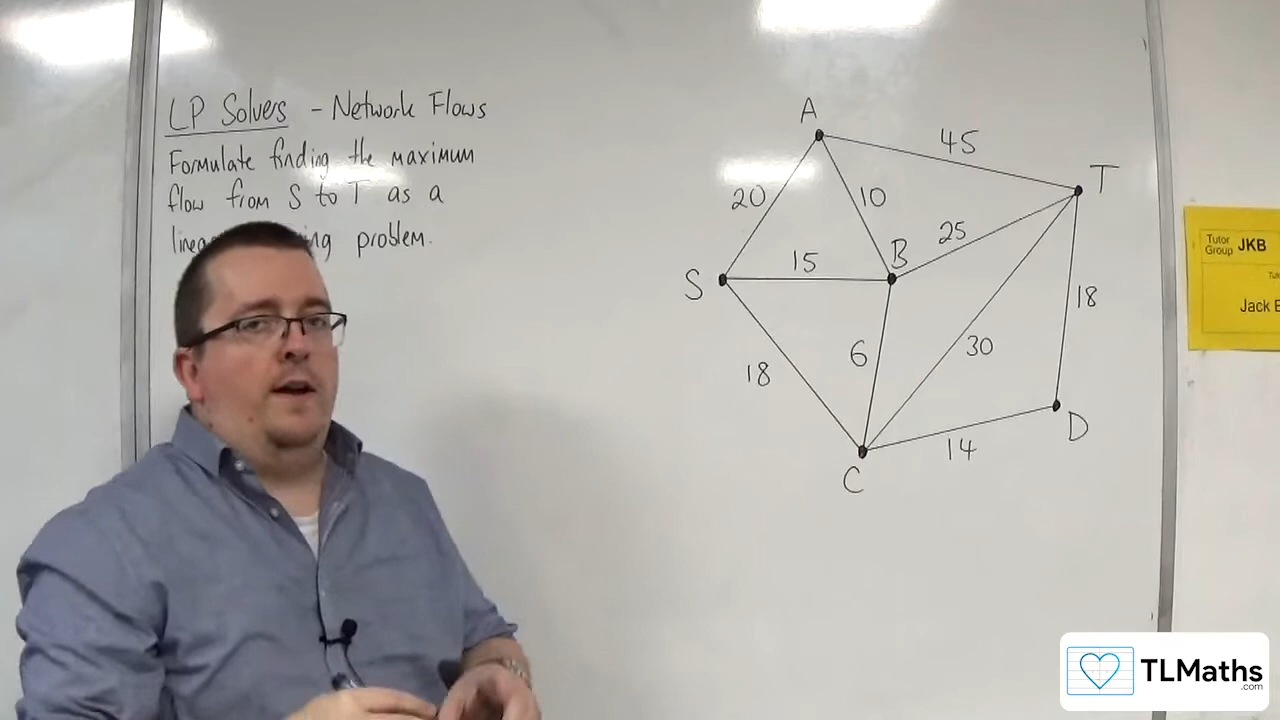 LP Solvers - Network Flows
Formulate finding the maximum
flow from S to T as a
problem.
A
45
T
20
10
25
B
15
S
18
6
30
18
D
14
C
Tutor
Group JKB
Jack
TLMaths
.com